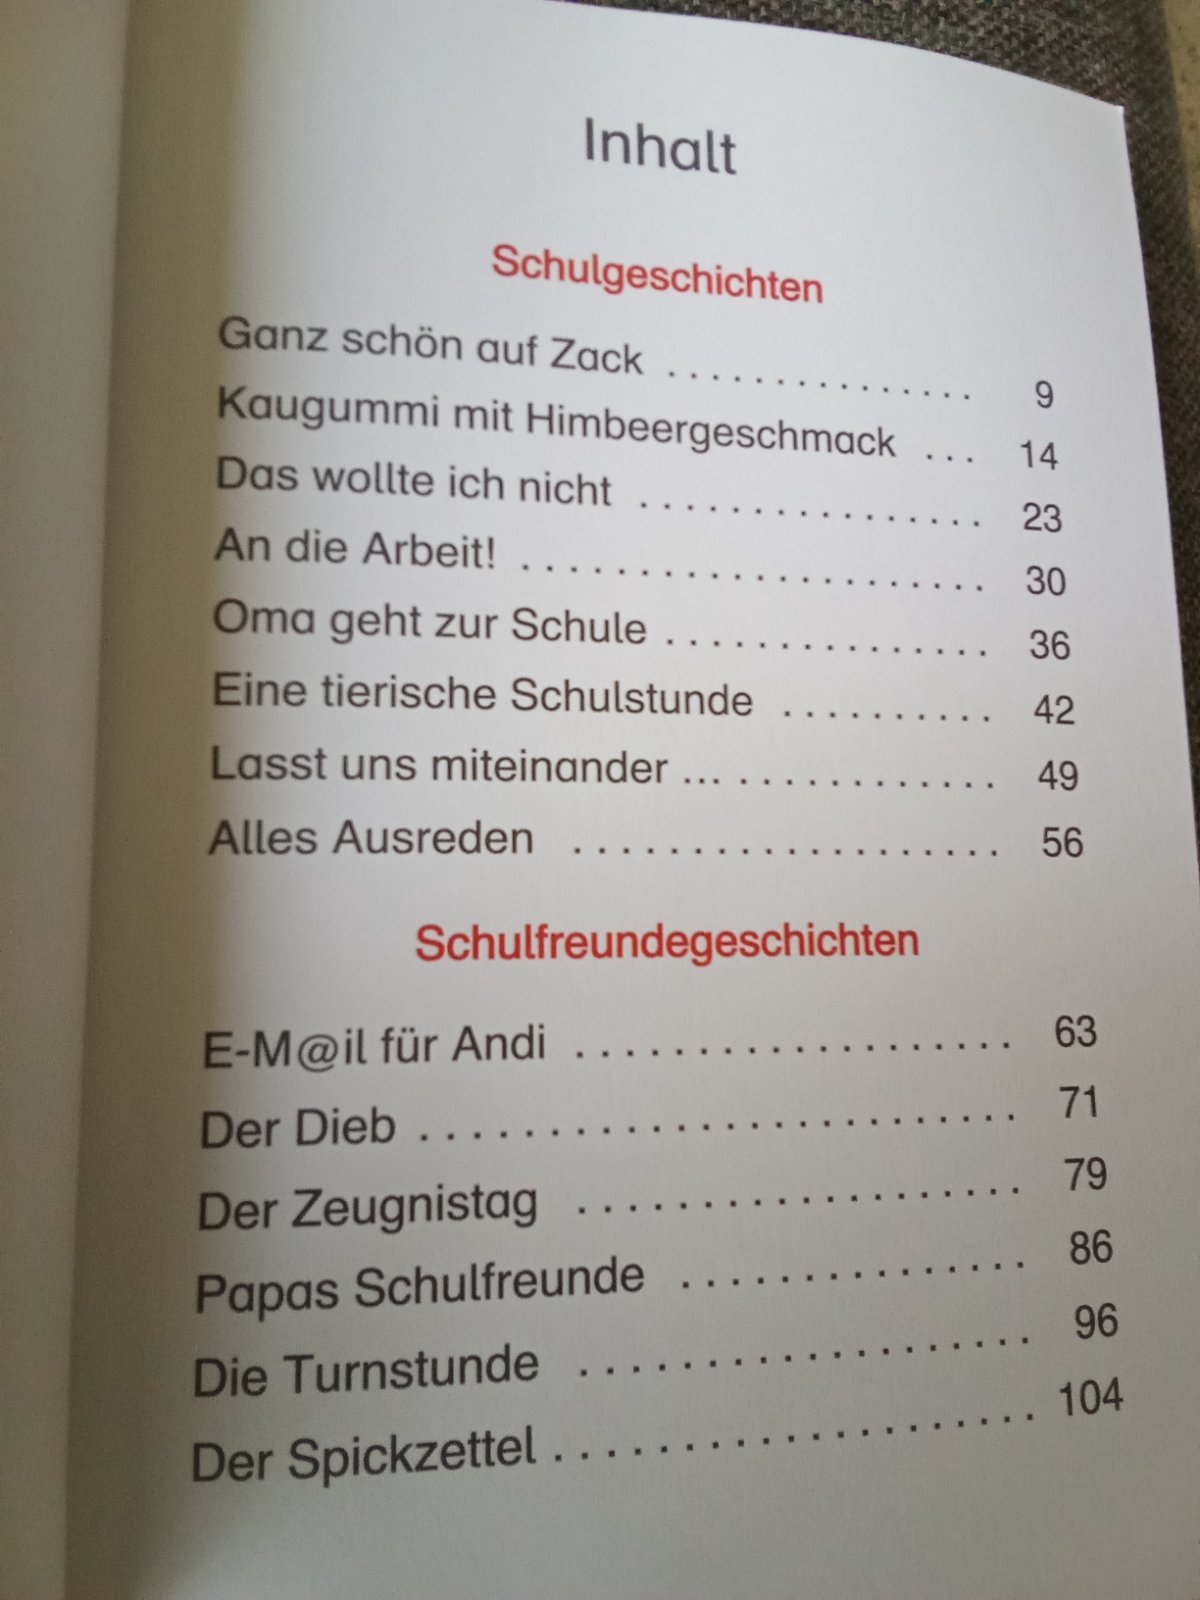 Inhalt
Schulgeschichten
Ganz schön auf Zack . . . . . . . . . . . . . . 9
Kaugummi mit Himbeergeschmack . . . 14
Das wollte ich nicht . . . . . . . . . . . . . . . 23
An die Arbeit! . . . . . . . . . . . . . . . . . . . . 30
Oma geht zur Schule . . . . . . . . . . . . . . 36
Eine tierische Schulstunde . . . . . . . . . . 42
Lasst uns miteinander ... . . . . . . . . . . . . 49
Alles Ausreden . . . . . . . . . . . . . . . . . . 56
Schulfreundegeschichten
E-M@il für Andi . . . . . . . . . . . . . . . . . . 63
Der Dieb . . . . . . . . . . . . . . . . . . . . . . . 71
Der Zeugnistag . . . . . . . . . . . . . . . . . . 79
Papas Schulfreunde . . . . . . . . . . . . . . 86
Die Turnstunde . . . . . . . . . . . . . . . . . . 96
Der Spickzettel . . . . . . . . . . . . . . . . . . . 104